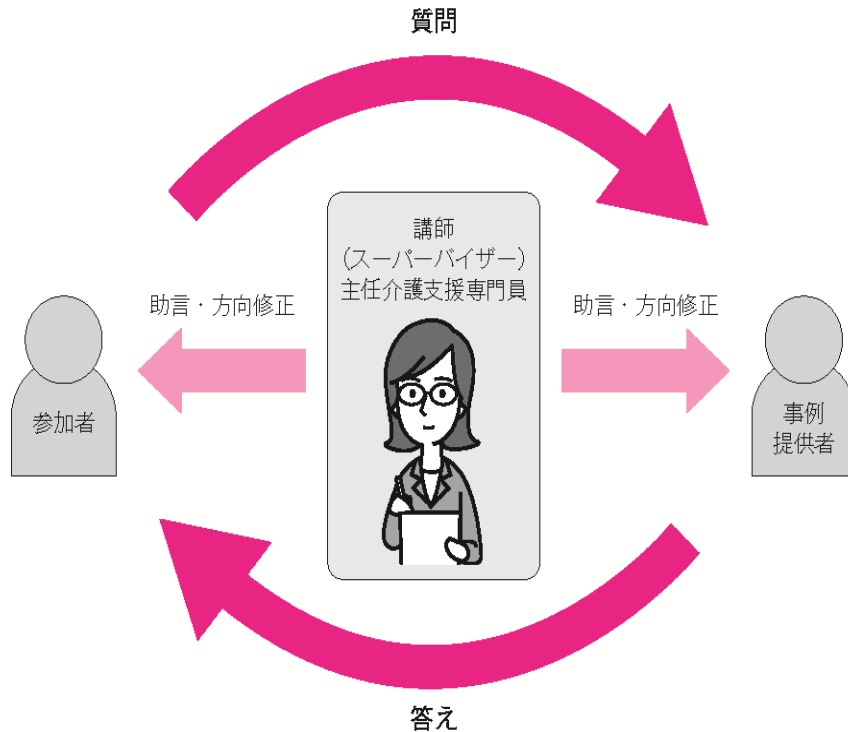 質問
講師
（スーパーバイザー）
主任介護支援専門員
助言・方向修正
助言・方向修正
参加者
事例
提供者
答え